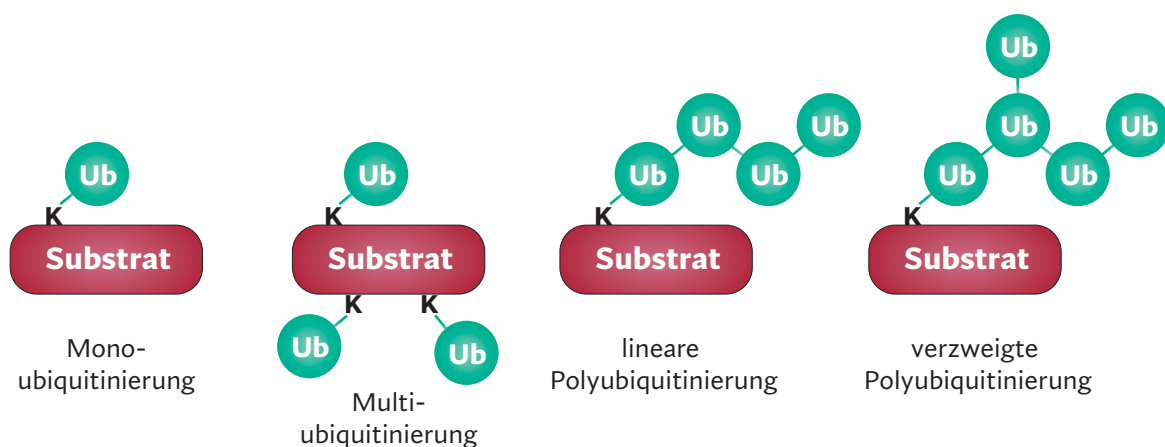 Ub
K
Substrat
Mono-
ubiquitinierung
Ub
K
Substrat
K
K
Ub
Ub
Multi-
ubiquitinierung
Ub
Ub
Ub
Ub
K
Substrat
lineare
Polyubiquitinierung
Ub
Ub
Ub
Ub
Ub
K
Substrat
verzweigte
Polyubiquitinierung